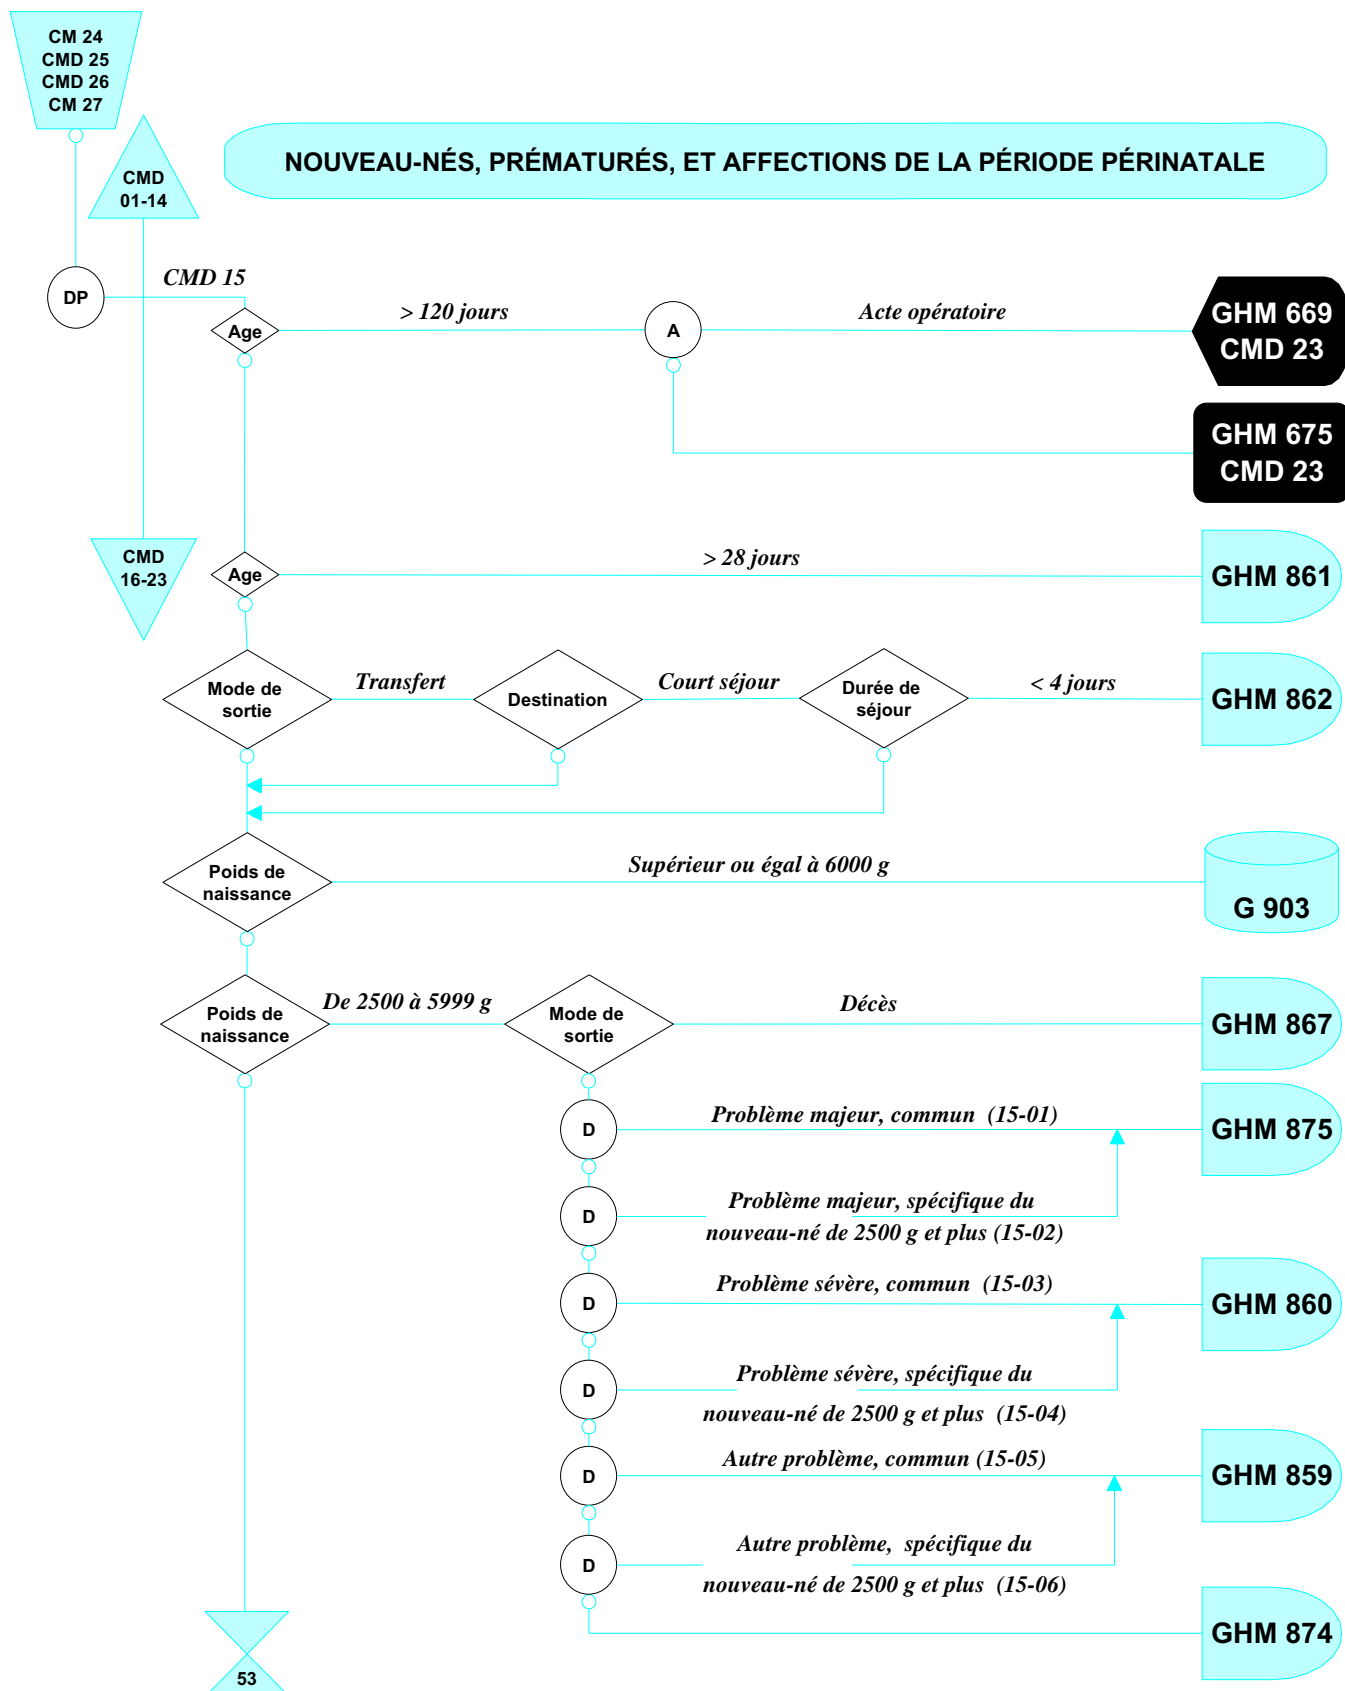 CM 24
CMD 25
CMD 26
CM 27
CMD
01-14
NOUVEAU-NÉS, PRÉMATURÉS, ET AFFECTIONS DE LA PÉRIODE PÉRINATALE
DP
CMD 15
Age
> 120 jours
A
Acte opératoire
GHM 669
CMD 23
GHM 675
CMD 23
CMD
16-23
Age
> 28 jours
GHM 861
Mode de
sortie
Transfert
Destination
Court séjour
Durée de
séjour
< 4 jours
GHM 862
Poids de
naissance
Supérieur ou égal à 6000 g
G 903
Poids de
naissance
De 2500 à 5999 g
Mode de
sortie
Décès
GHM 867
D
Problème majeur, commun (15-01)
GHM 875
D
Problème majeur, spécifique du
nouveau-né de 2500 g et plus (15-02)
D
Problème sévère, commun (15-03)
GHM 860
D
Problème sévère, spécifique du
nouveau-né de 2500 g et plus (15-04)
D
Autre problème, commun (15-05)
GHM 859
D
Autre problème, spécifique du
nouveau-né de 2500 g et plus (15-06)
GHM 874
53